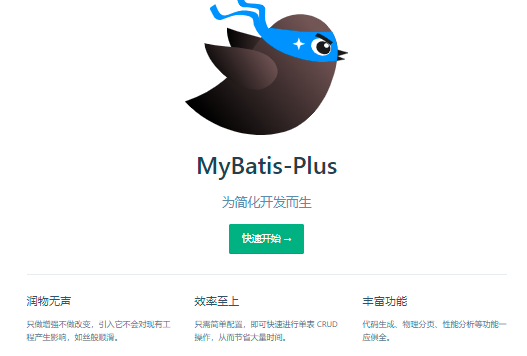 MyBatis-Plus
为简化开发而生
快速开始 →
润物无声
只做增强不做改变，引入它不会对现有工
程产生影响，如丝般顺滑。
效率至上
只需简单配置，即可快速进行单表 CRUD
操作，从而节省大量时间。
丰富功能
代码生成、物理分页、性能分析等功能一
应俱全。